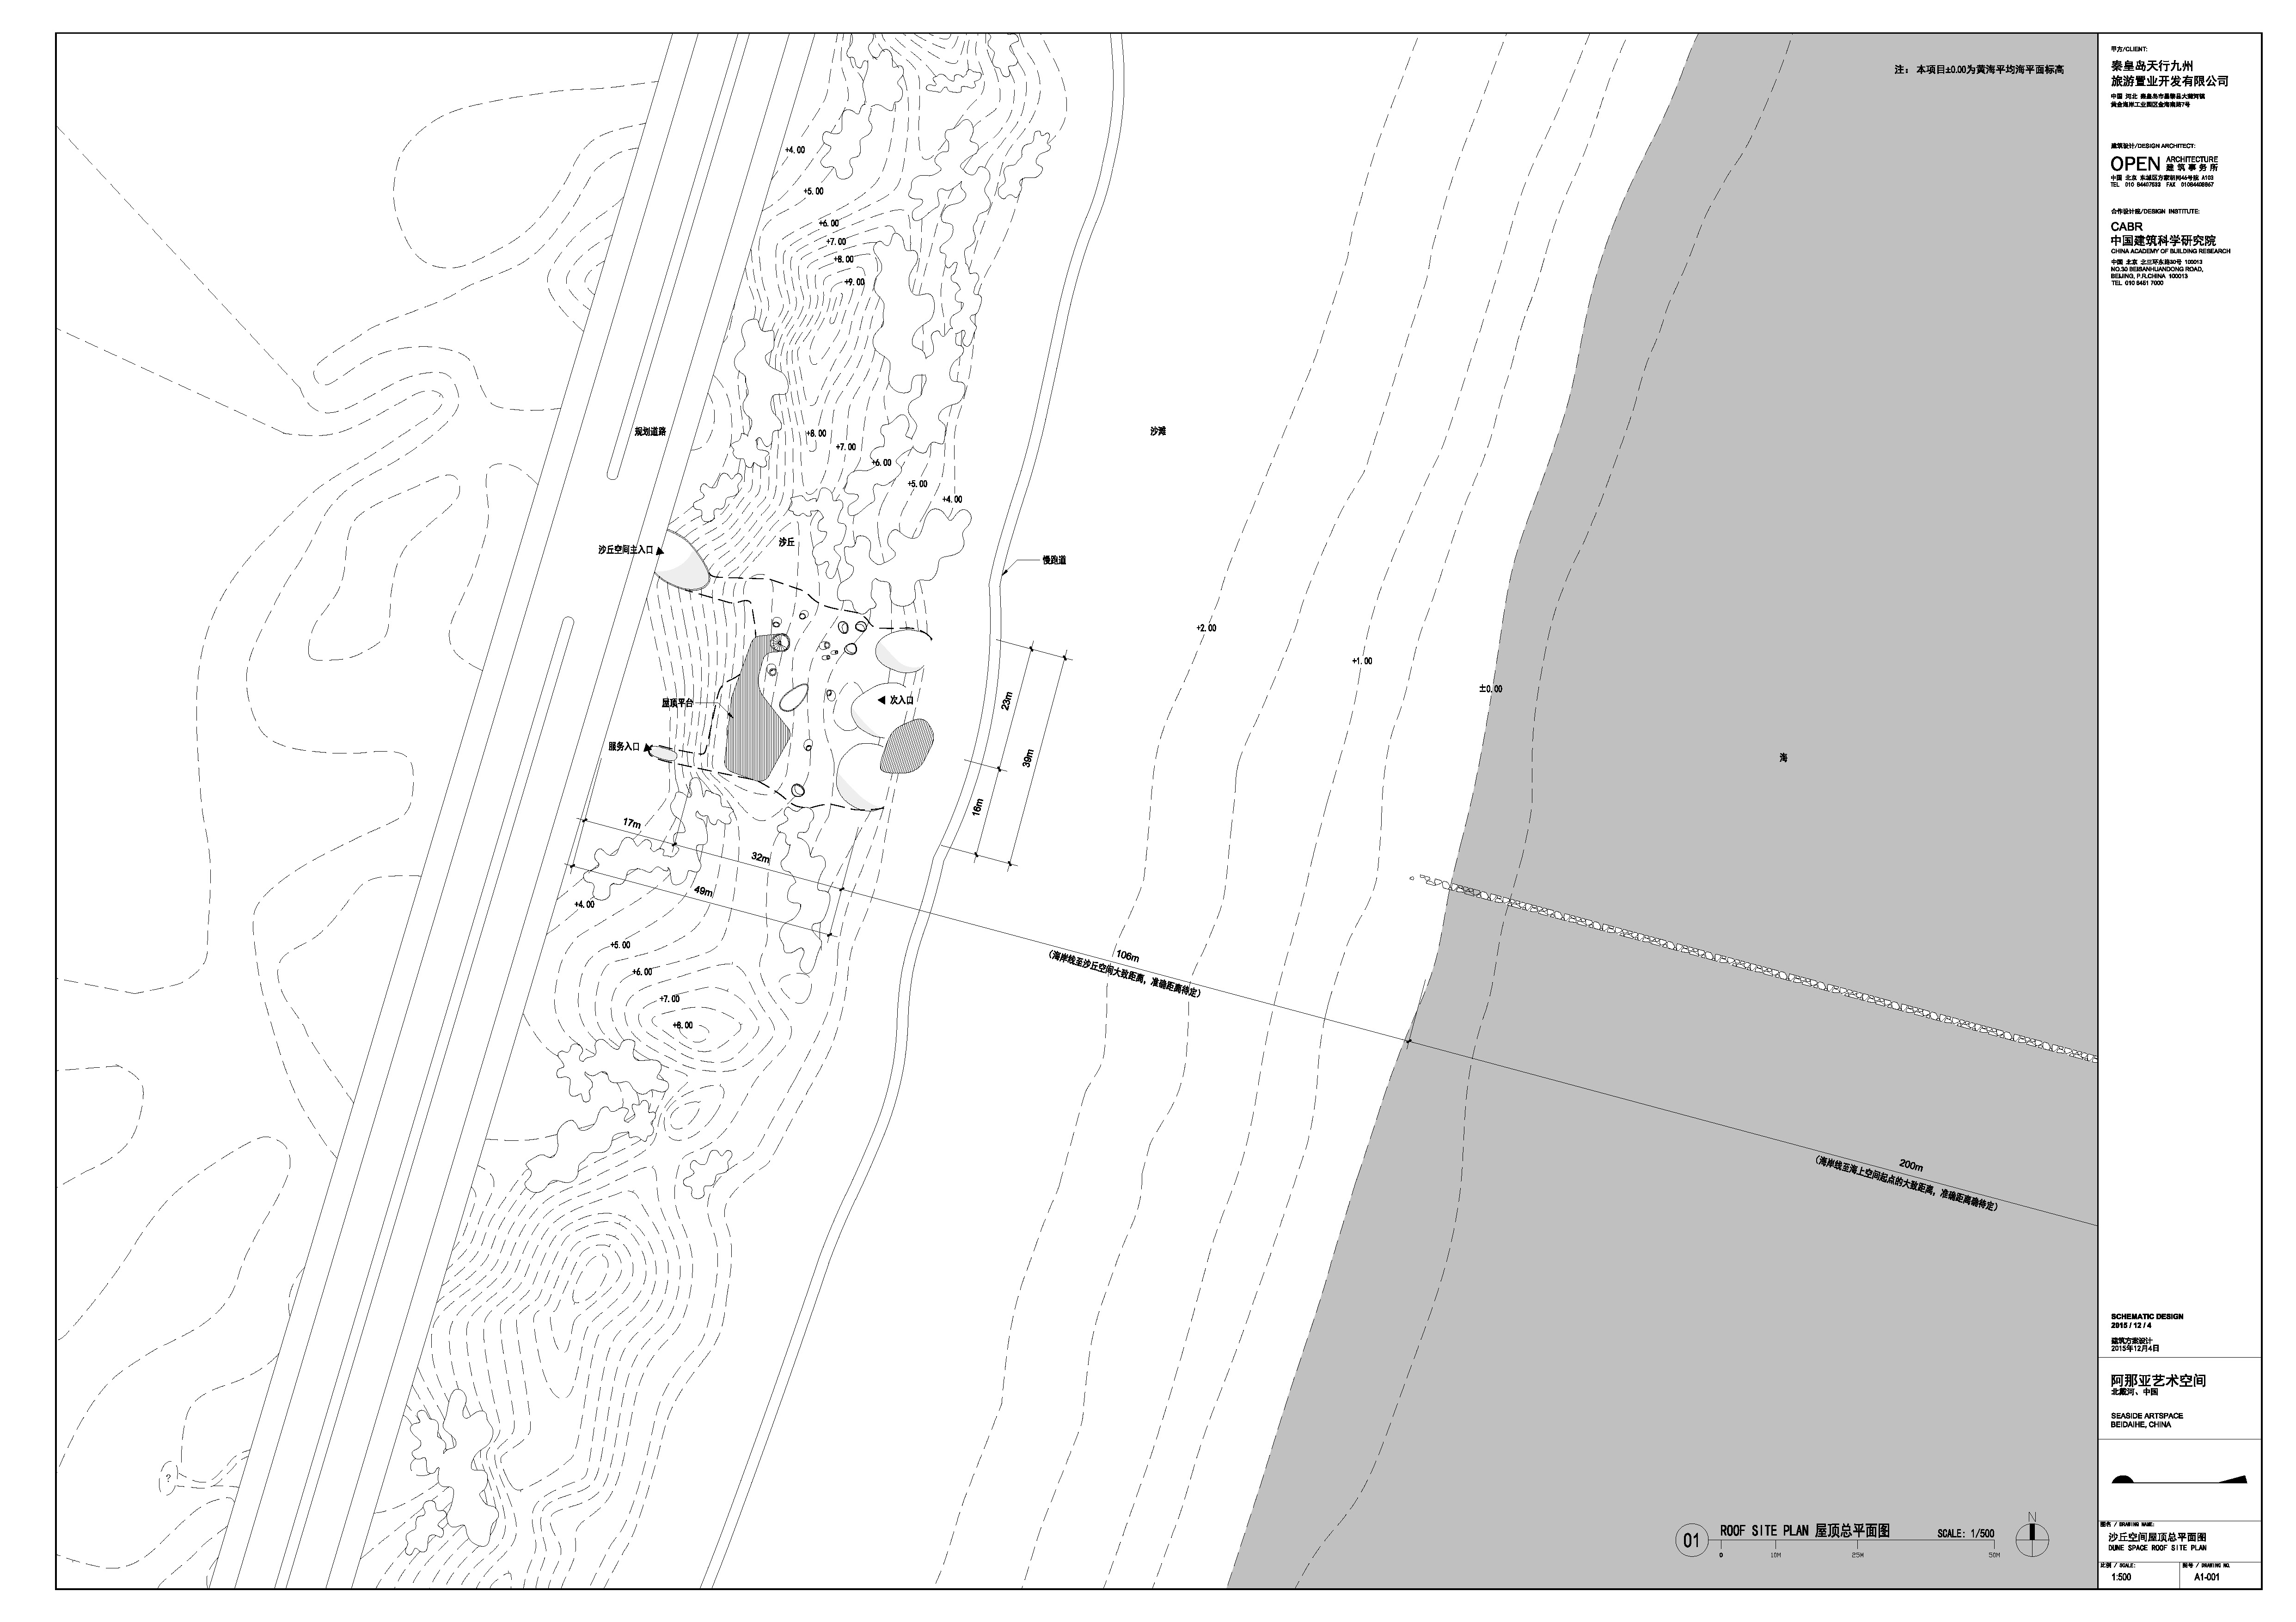 注： 本项目±0.00为黄海平均海平面标高
+4.00
+5.00
+6.00
+7.00
+8.00
+9.00
规划道路
沙滩
+8.00
+7.00
+6.00
+5.00
+4.00
沙丘空间主入口
沙丘
慢跑道
+2.00
+1.00
±0.00
海
屋顶平台
次入口
服务入口
23m
39m
16m
17m
32m
49m
+4.00
+5.00
+6.00
+7.00
+8.00
106m
（海岸线至沙丘空间大致距离，准确距离待定）
200m
（海岸线至海上空间起点的大致距离，准确距离确待定）
?
01
ROOF SITE PLAN 屋顶总平面图
SCALE: 1/500
0 10M 25M 50M
N
甲方/CLIENT:
秦皇岛天行九州
旅游置业开发有限公司
中国 河北 秦皇岛市昌黎县大蒲河镇
黄金海岸工业园区金海南路7号
建筑设计/DESIGN ARCHITECT:
OPEN ARCHITECTURE
建筑事务所
中国 北京 东城区方家胡同46号院 A103
TEL 010 84407533 FAX 01084408967
合作设计院/DESIGN INSTITUTE:
CABR
中国建筑科学研究院
CHINA ACADEMY OF BUILDING RESEARCH
中国 北京 北三环东路30号 100013
NO.30 BEISANHUANDONG ROAD,
BEIJING, P.R.CHINA 100013
TEL 010 8451 7000
SCHEMATIC DESIGN
2015 / 12 / 4
建筑方案设计
2015年12月4日
阿那亚艺术空间
北戴河、中国
SEASIDE ARTSPACE
BEIDAIHE, CHINA
图名 / DRAWING NAME:
沙丘空间屋顶总平面图
DUNE SPACE ROOF SITE PLAN
比例 / SCALE:
1:500
图号 / DRAWING NO.
A1-001